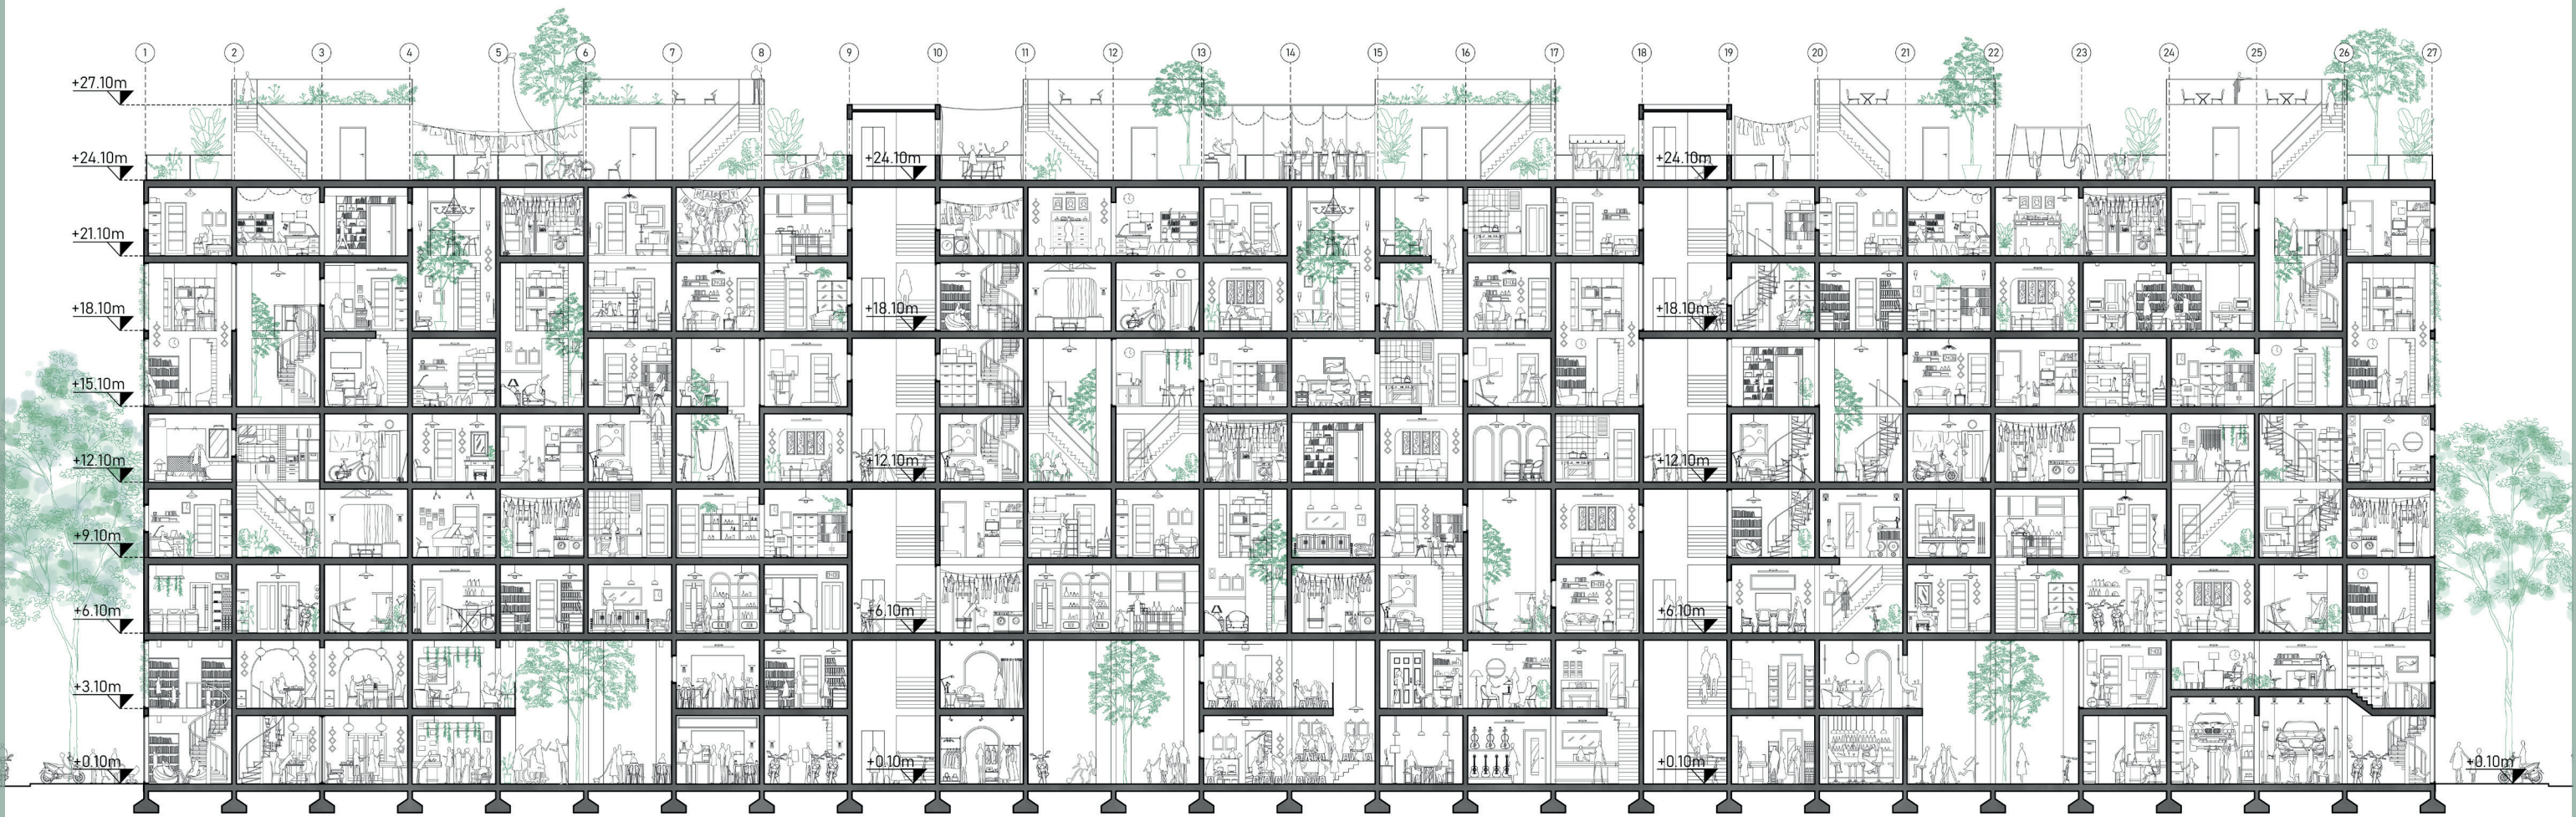 1 2 3 4 5 6 7 8 9 10 11 12 13 14 15 16 17 18 19 20 21 22 23 24 25 26 27
+27.10m
+24.10m +24.10m +24.10m
+21.10m
+18.10m +18.10m +18.10m
+15.10m
+12.10m +12.10m +12.10m
+9.10m
+6.10m +6.10m +6.10m
+3.10m
+0.10m +0.10m +0.10m +0.10m